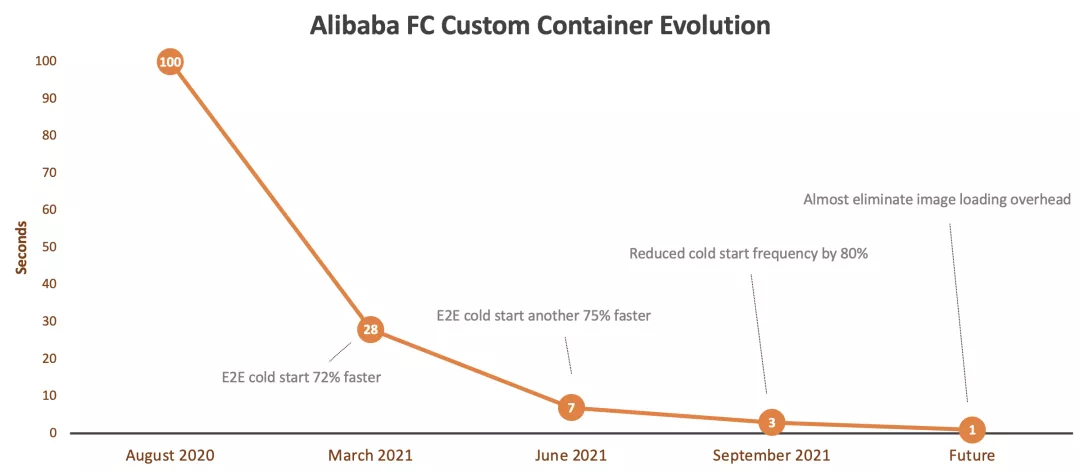 Alibaba FC Custom Container Evolution
100
90
80
70
60
50
40
30
20
10
0
Seconds
100
28
7
3
1
E2E cold start 72% faster
E2E cold start another 75% faster
Reduced cold start frequency by 80%
Almost eliminate image loading overhead
August 2020
March 2021
June 2021
September 2021
Future